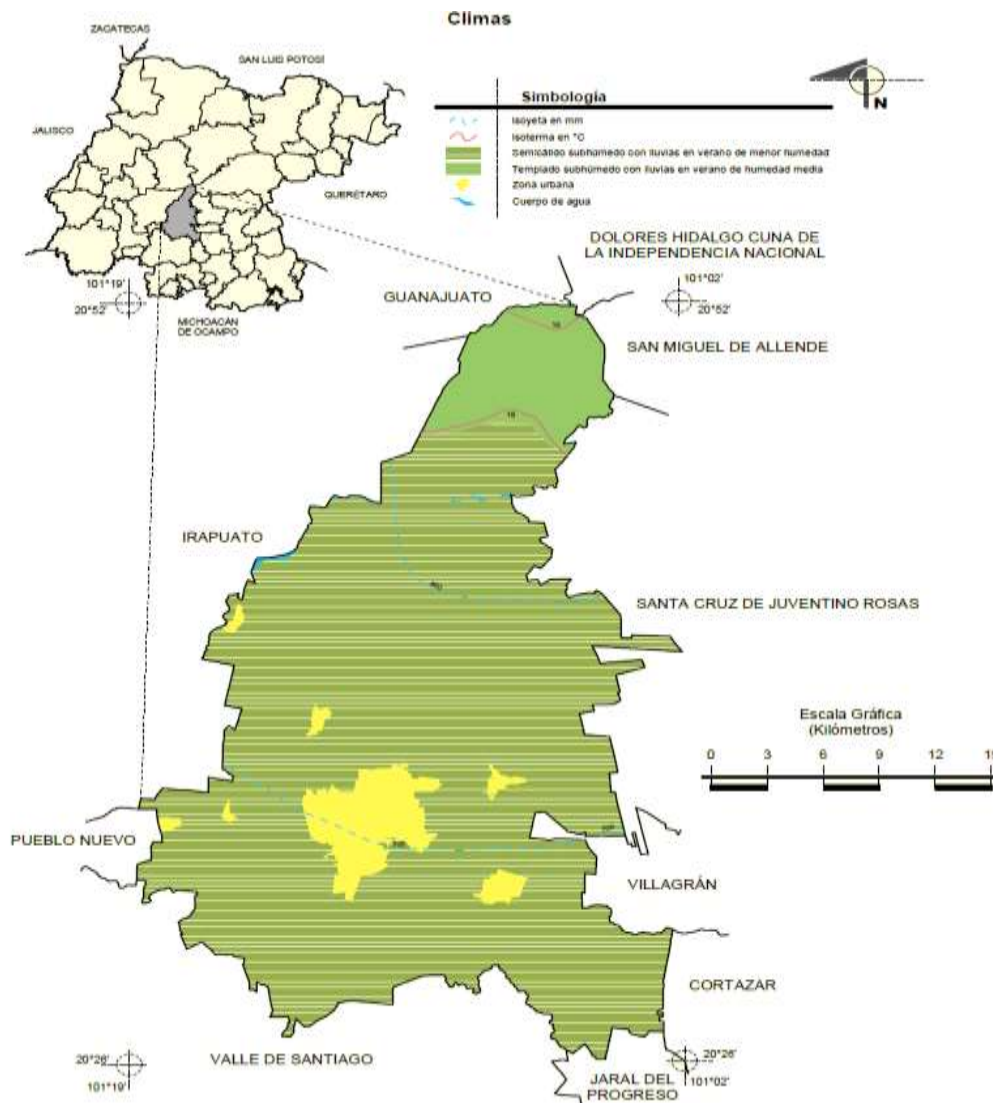 Climas
ZACATECAS
SAN LUIS POTOSÍ
JALISCO
QUERÉTARO
MICHOACÁN
DE OCAMPO
101°19'
20°52'
N
Simbología
Isoyeta en mm
Isoterma en °C
Semicálido subhúmedo con lluvias en verano de menor humedad
Templado subhúmedo con lluvias en verano de humedad media
Zona urbana
Cuerpo de agua
DOLORES HIDALGO CUNA DE
LA INDEPENDENCIA NACIONAL
GUANAJUATO
101°02'
20°52'
SAN MIGUEL DE ALLENDE
IRAPUATO
SANTA CRUZ DE JUVENTINO ROSAS
Escala Gráfica
(Kilómetros)
0 3 6 9 12 15
PUEBLO NUEVO
VILLAGRÁN
CORTAZAR
VALLE DE SANTIAGO
JARAL DEL
PROGRESO
20°26'
101°19'
20°26'
101°02'